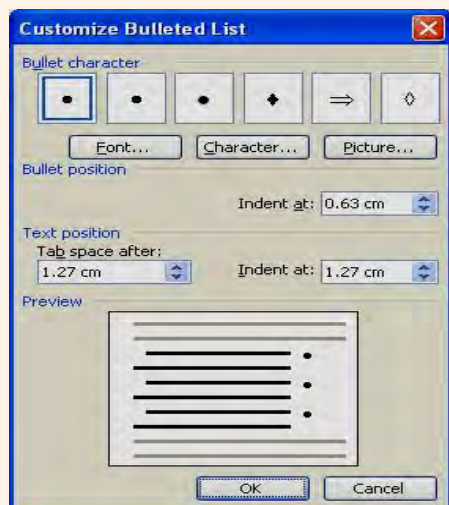 Customize Bulleted List
Bullet character
Font... Character... Picture...
Bullet position
Indent at: 0.63 cm
Text position
Tab space after:
1.27 cm Indent at: 1.27 cm
Preview
OK Cancel